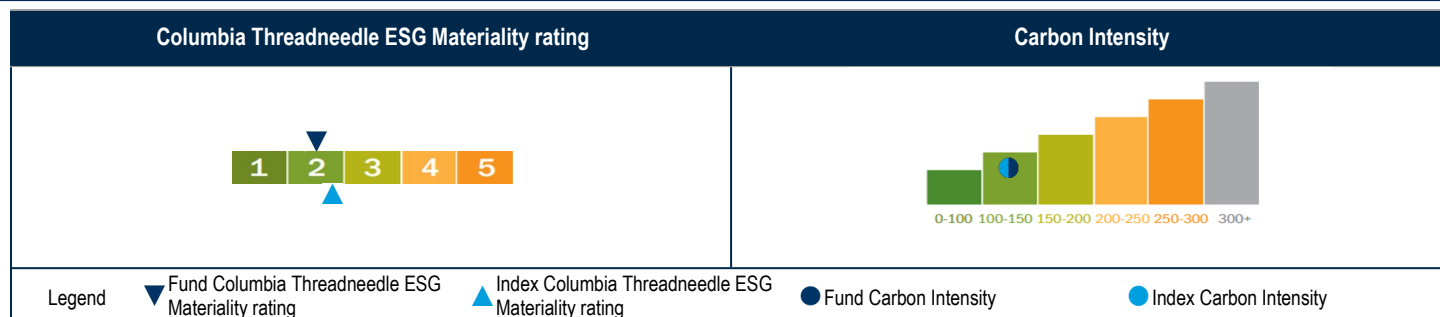 Columbia Threadneedle ESG Materiality rating
Carbon Intensity
1 2 3 4 5
0-100 100-150 150-200 200-250 250-300 300+
Legend
Fund Columbia Threadneedle ESG
Materiality rating
Index Columbia Threadneedle ESG
Materiality rating
Fund Carbon Intensity
Index Carbon Intensity